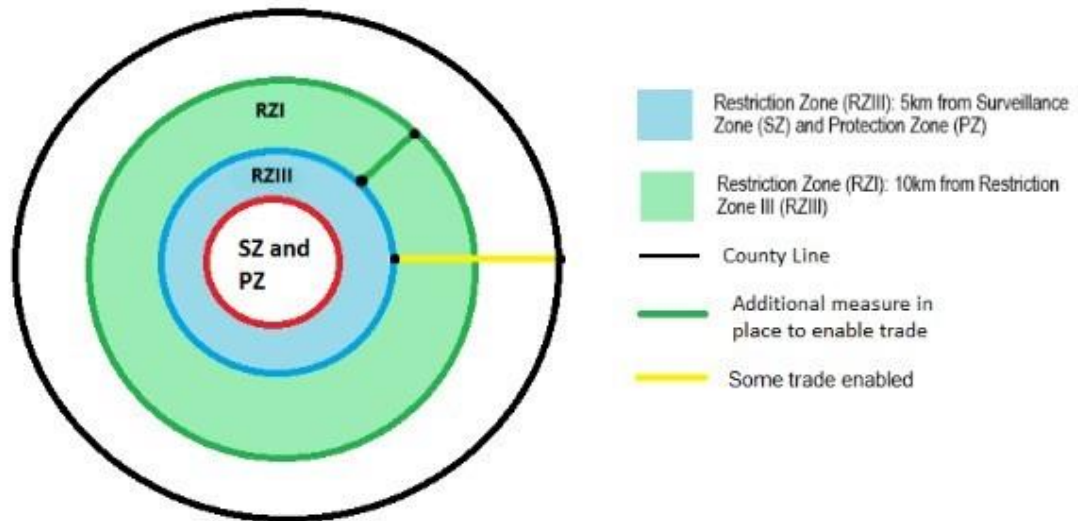 RZI
RZIII
SZ and
PZ
Restriction Zone (RZIII): 5km from Surveillance
Zone (SZ) and Protection Zone (PZ)
Restriction Zone (RZI): 10km from Restriction
Zone III (RZIII)
County Line
Additional measure in
place to enable trade
Some trade enabled